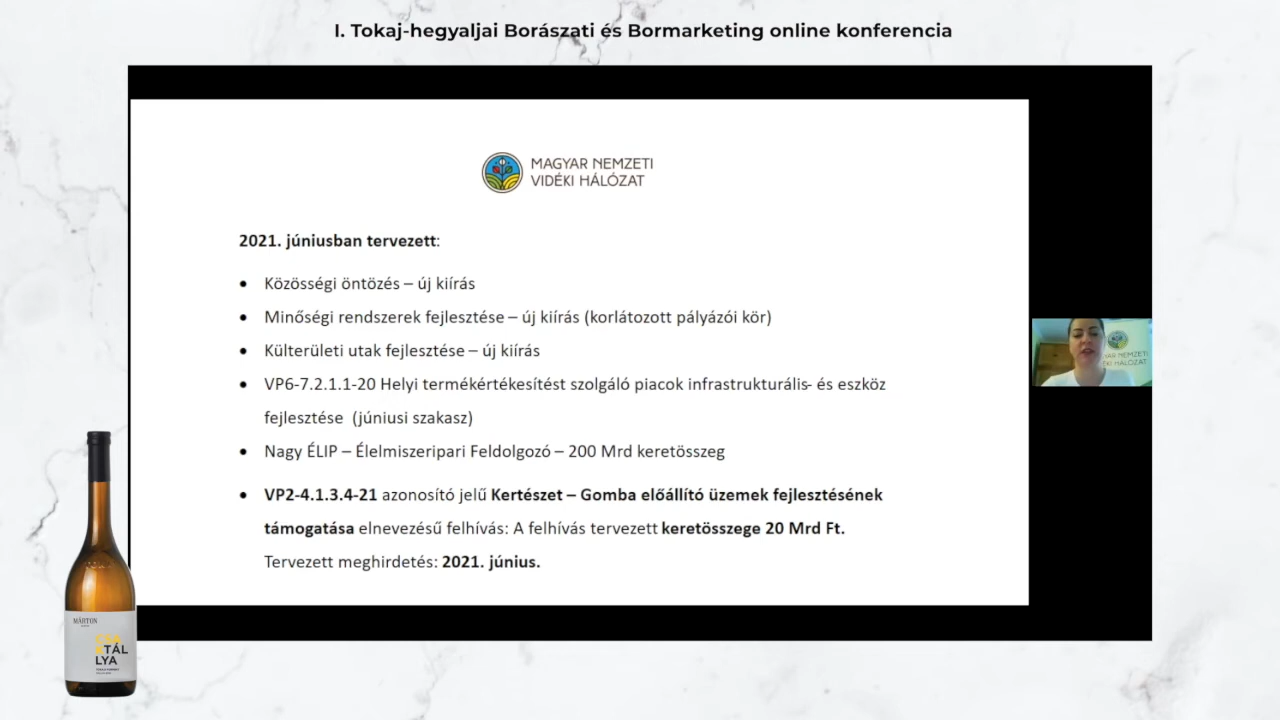 I. Tokaj-hegyaljai Borászati és Bormarketing online konferencia
MAGYAR NEMZETI
VIDÉKI HÁLÓZAT
2021. júniusban tervezett:
• Közösségi öntözés – új kiírás
• Minőségi rendszerek fejlesztése – új kiírás (korlátozott pályázói kör)
• Külterületi utak fejlesztése – új kiírás
• VP6-7.2.1.1-20 Helyi termékértékesítést szolgáló piacok infrastrukturális- és eszköz
fejlesztése (júniusi szakasz)
• Nagy ÉLIP – Élelmiszeripari Feldolgozó – 200 Mrd keretösszeg
• VP2-4.1.3.4-21 azonosító jelű Kertészet – Gomba előállító üzemek fejlesztésének
támogatása elnevezésű felhívás: A felhívás tervezett keretösszege 20 Mrd Ft.
Tervezett meghirdetés: 2021. június.
YAR NEMZETI
ÉKI HÁLÓZAT
MÁRTON
TÁL
LYA